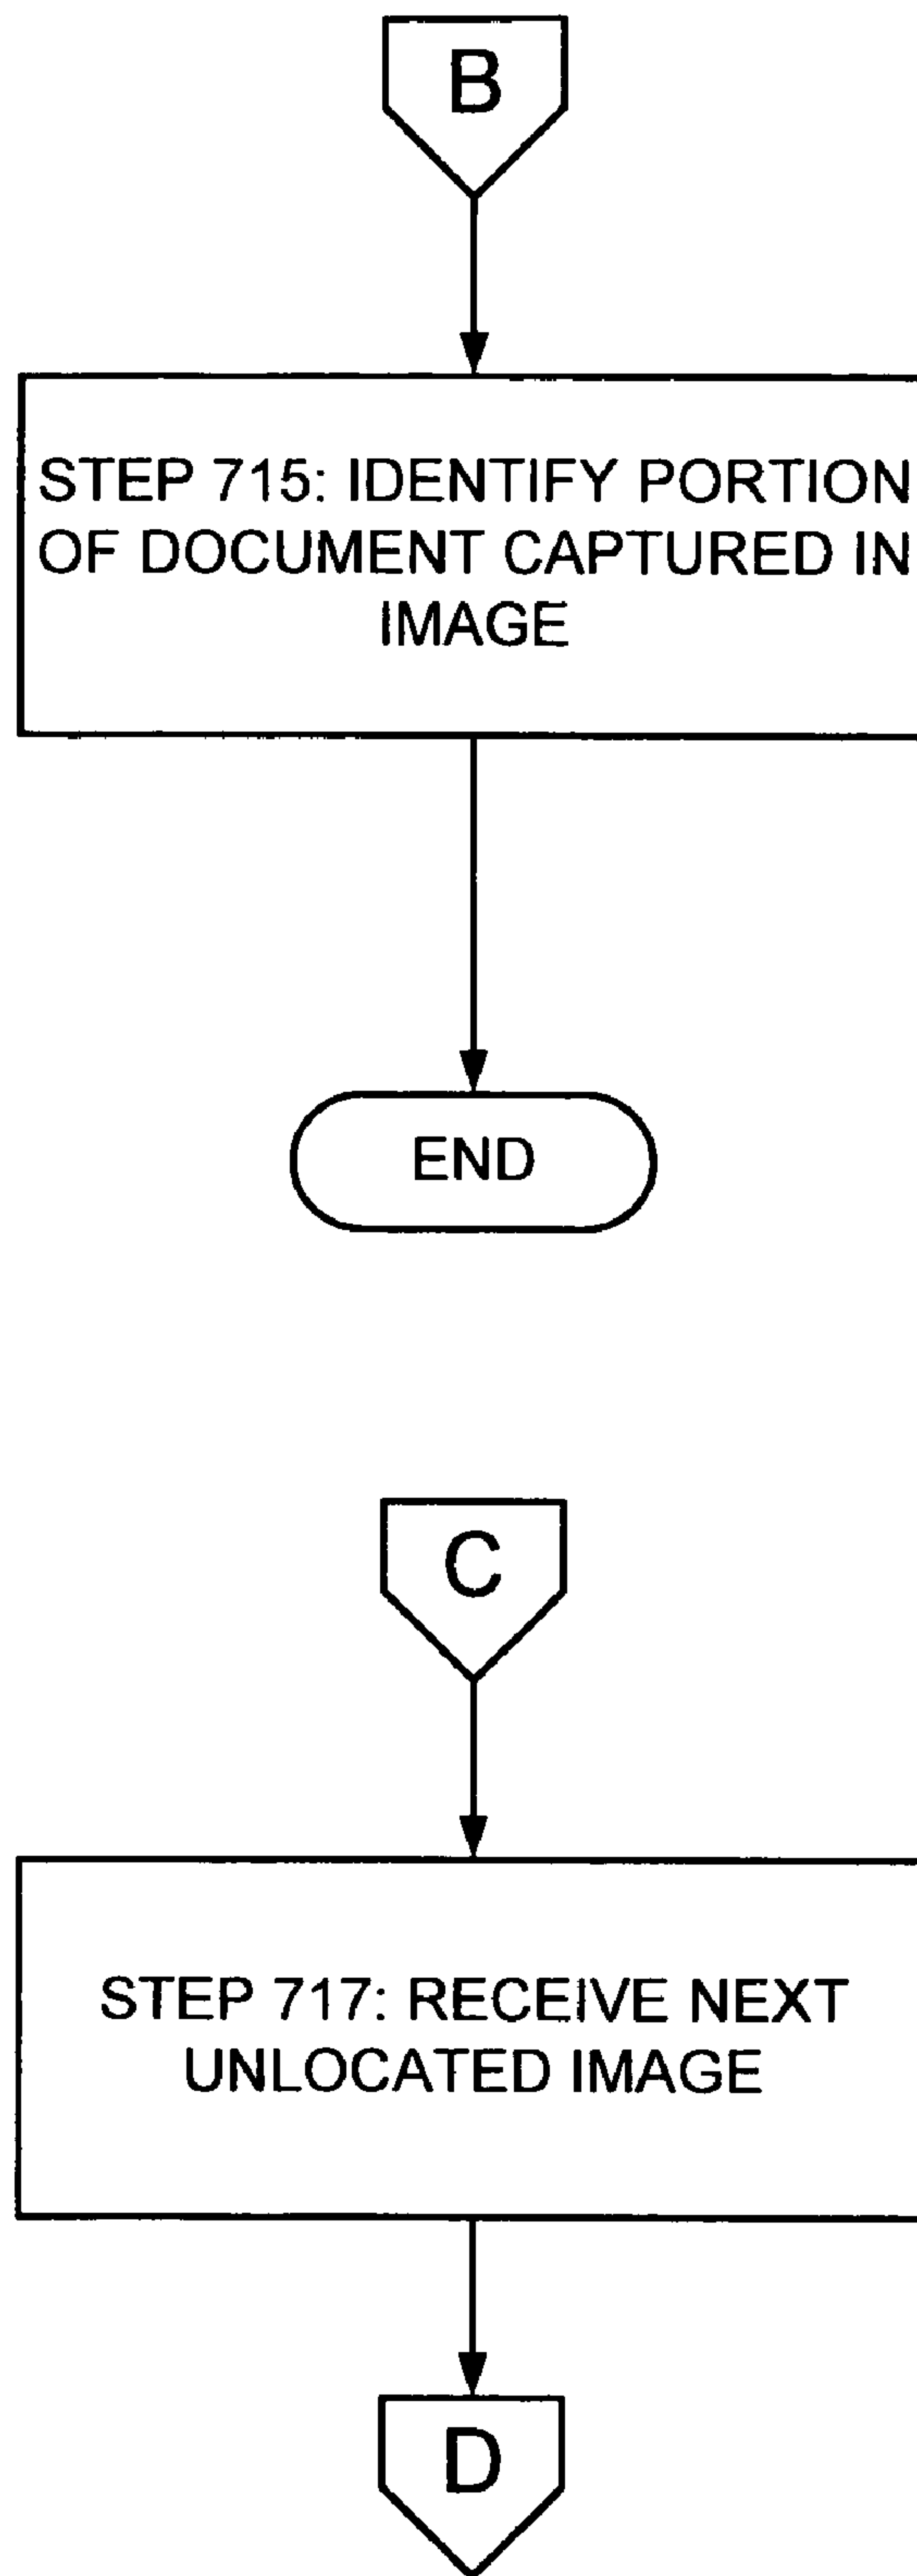 B
STEP 715: IDENTIFY PORTION
OF DOCUMENT CAPTURED IN
IMAGE
END
C
STEP 717: RECEIVE NEXT
UNLOCATED IMAGE
D